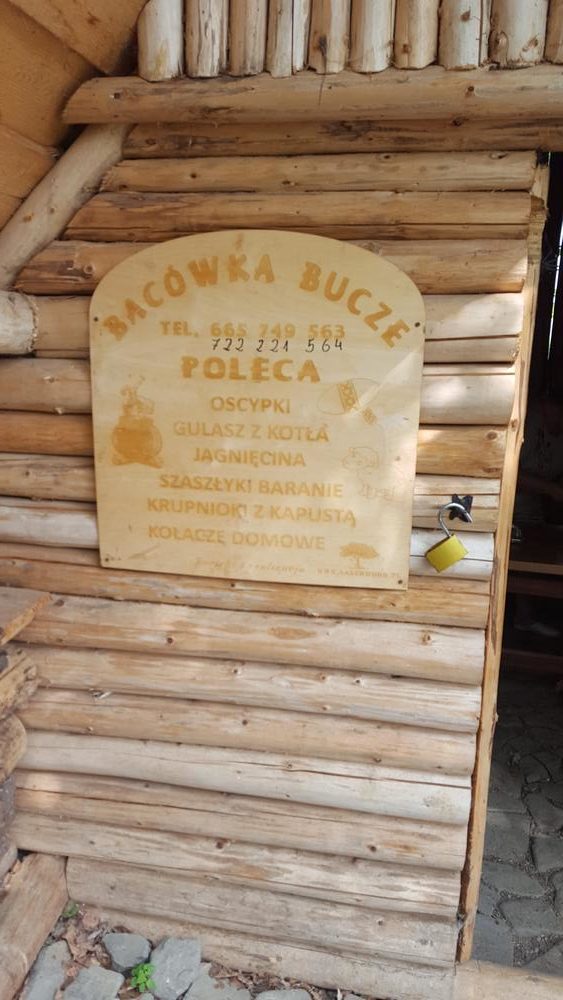 BACÓWKA BUCZE
TEL. 665 749 563
722 221 564
POLECA
OSCYPKI
GULASZ Z KOTŁA
JAGNIĘCINA
SZASZŁYKI BARANIE
KRUPNIOKI Z KAPUSTĄ
KOŁACZE DOMOWE